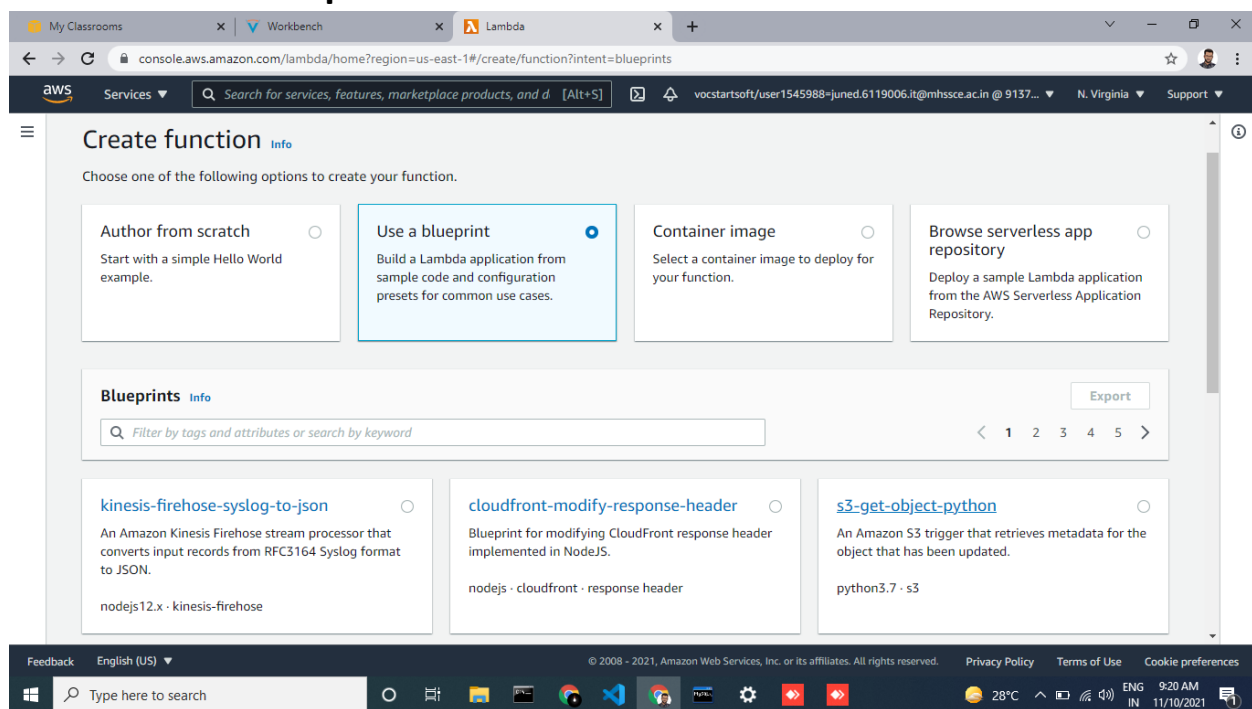 My Classrooms
Workbench
Lambda
console.aws.amazon.com/lambda/home?region=us-east-1#/create/function?intent=blueprints
aws
Services ▼
Search for services, features, marketplace products, and d [Alt+S]
vocstartsoft/user1545988=juned.6119006.it@mhssce.ac.in @ 9137... ▼
N. Virginia ▼
Support ▼
Create function Info
Choose one of the following options to create your function.
Author from scratch
Start with a simple Hello World
example.
Use a blueprint
Build a Lambda application from
sample code and configuration
presets for common use cases.
Container image
Select a container image to deploy for
your function.
Browse serverless app
repository
Deploy a sample Lambda application
from the AWS Serverless Application
Repository.
Blueprints Info
Export
Filter by tags and attributes or search by keyword
< 1 2 3 4 5 >
kinesis-firehose-syslog-to-json
An Amazon Kinesis Firehose stream processor that
converts input records from RFC3164 Syslog format
to JSON.
nodejs12.x · kinesis-firehose
cloudfront-modify-response-header
Blueprint for modifying CloudFront response header
implemented in NodeJS.
nodejs · cloudfront · response header
s3-get-object-python
An Amazon S3 trigger that retrieves metadata for the
object that has been updated.
python3.7 · s3
Feedback
English (US) ▼
© 2008 - 2021, Amazon Web Services, Inc. or its affiliates. All rights reserved.
Privacy Policy
Terms of Use
Cookie preferences
Type here to search
28°C
ENG
IN
9:20 AM
11/10/2021
1